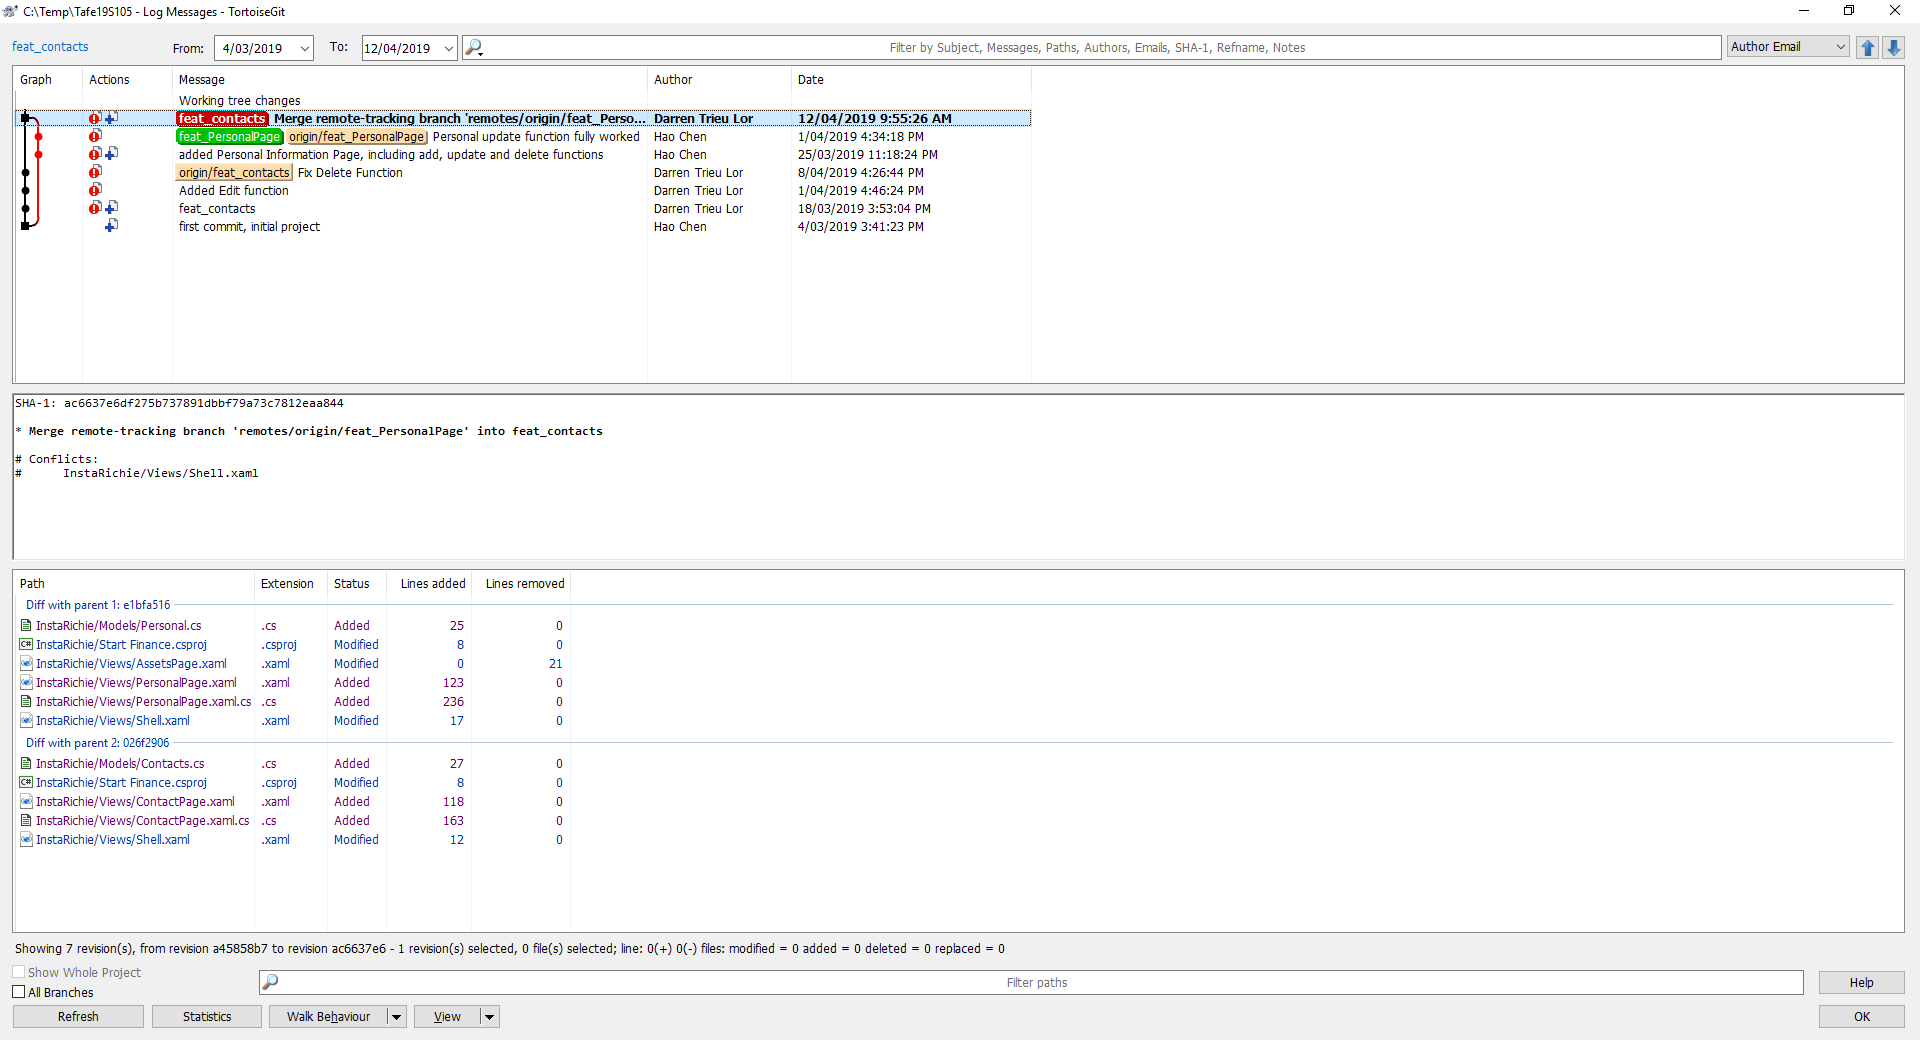 C:\Temp\Tafe19S105 - Log Messages - TortoiseGit
feat_contacts From: 4/03/2019 To: 12/04/2019 Filter by Subject, Messages, Paths, Authors, Emails, SHA-1, Refname, Notes Author Email
Graph Actions Message Author Date
Working tree changes
feat_contacts Merge remote-tracking branch 'remotes/origin/feat_Perso... Darren Trieu Lor 12/04/2019 9:55:26 AM
feat_PersonalPage origin/feat_PersonalPage Personal update function fully worked Hao Chen 1/04/2019 4:34:18 PM
added Personal Information Page, including add, update and delete functions Hao Chen 25/03/2019 11:18:24 PM
origin/feat_contacts Fix Delete Function Darren Trieu Lor 8/04/2019 4:26:44 PM
Added Edit function Darren Trieu Lor 1/04/2019 4:46:24 PM
feat_contacts Darren Trieu Lor 18/03/2019 3:53:04 PM
first commit, initial project Hao Chen 4/03/2019 3:41:23 PM
SHA-1: ac6637e6df275b737891dbbf79a73c7812eaa844
* Merge remote-tracking branch 'remotes/origin/feat_PersonalPage' into feat_contacts
# Conflicts:
# InstaRichie/Views/Shell.xaml
Path Extension Status Lines added Lines removed
Diff with parent 1: e1bfa516
InstaRichie/Models/Personal.cs .cs Added 25 0
InstaRichie/Start Finance.csproj .csproj Modified 8 0
InstaRichie/Views/AssetsPage.xaml .xaml Modified 0 21
InstaRichie/Views/PersonalPage.xaml .xaml Added 123 0
InstaRichie/Views/PersonalPage.xaml.cs .cs Added 236 0
InstaRichie/Views/Shell.xaml .xaml Modified 17 0
Diff with parent 2: 026f2906
InstaRichie/Models/Contacts.cs .cs Added 27 0
InstaRichie/Start Finance.csproj .csproj Modified 8 0
InstaRichie/Views/ContactPage.xaml .xaml Added 118 0
InstaRichie/Views/ContactPage.xaml.cs .cs Added 163 0
InstaRichie/Views/Shell.xaml .xaml Modified 12 0
Showing 7 revision(s), from revision a45858b7 to revision ac6637e6 - 1 revision(s) selected, 0 file(s) selected; line: 0(+) 0(-) files: modified = 0 added = 0 deleted = 0 replaced = 0
Show Whole Project
All Branches Filter paths Help
Refresh Statistics Walk Behaviour View OK